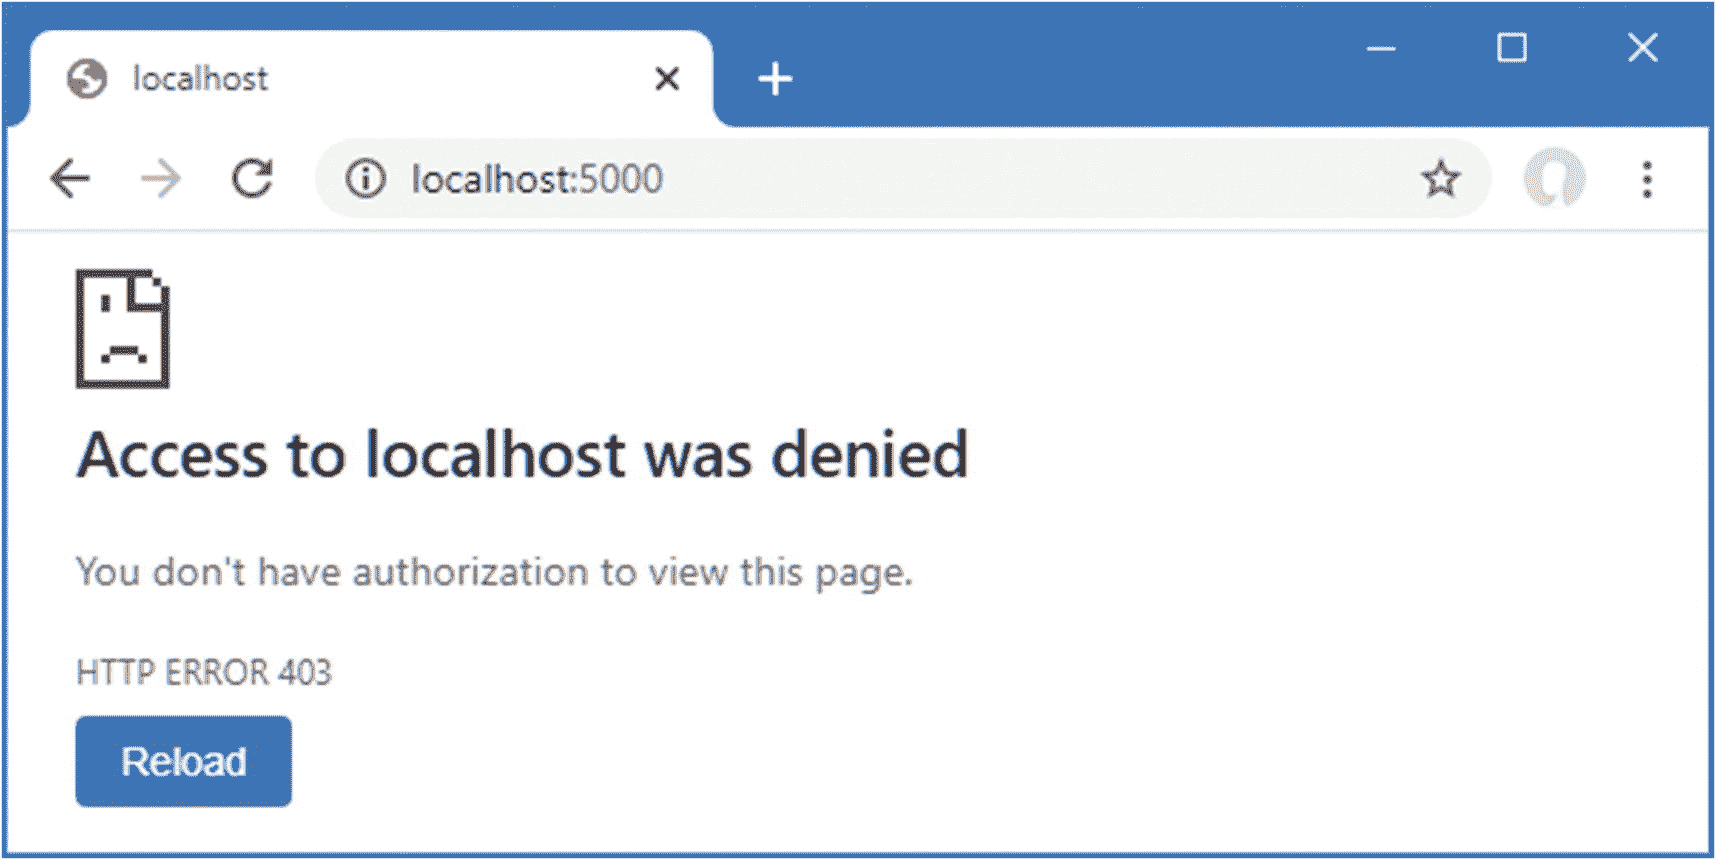 localhost
localhost:5000
Access to localhost was denied
You don't have authorization to view this page.
HTTP ERROR 403
Reload